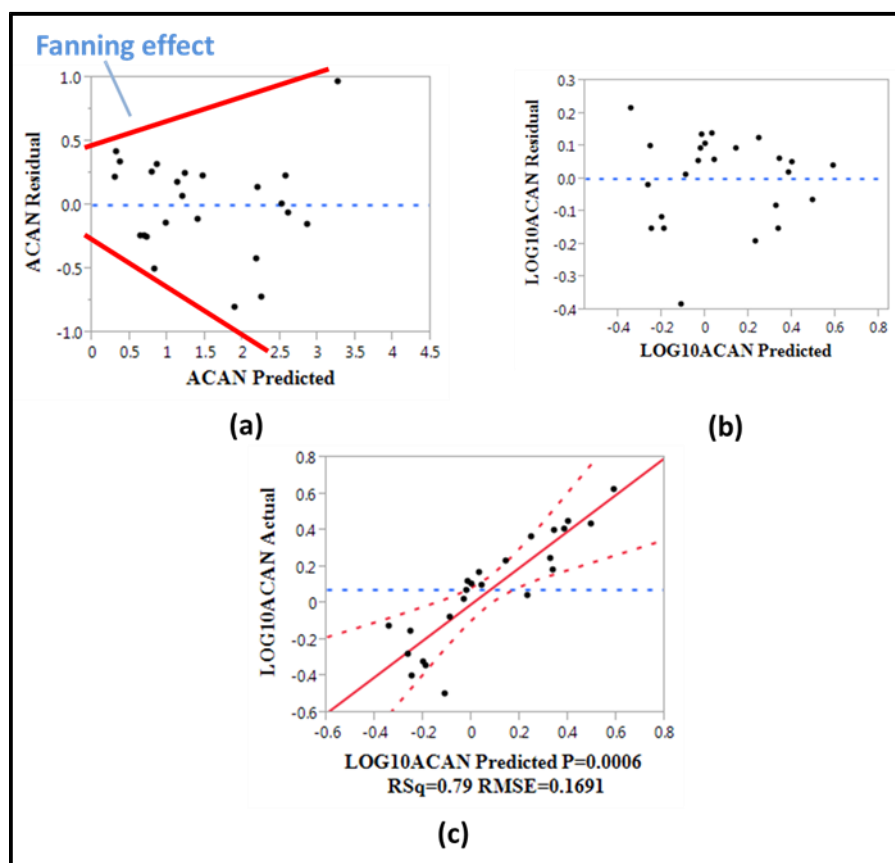 Fanning effect
1.0
0.5
0.0
-0.5
-1.0
ACAN Residual
0 0.5 1 1.5 2 2.5 3 3.5 4 4.5
ACAN Predicted
(a)
0.3
0.2
0.1
0.0
-0.1
-0.2
-0.3
-0.4
LOG10ACAN Residual
-0.4 -0.2 0 0.2 0.4 0.6 0.8
LOG10ACAN Predicted
(b)
0.8
0.6
0.4
0.2
0
-0.2
-0.4
-0.6
LOG10ACAN Actual
-0.6 -0.4 -0.2 0 0.2 0.4 0.6 0.8
LOG10ACAN Predicted P=0.0006
RSq=0.79 RMSE=0.1691
(c)